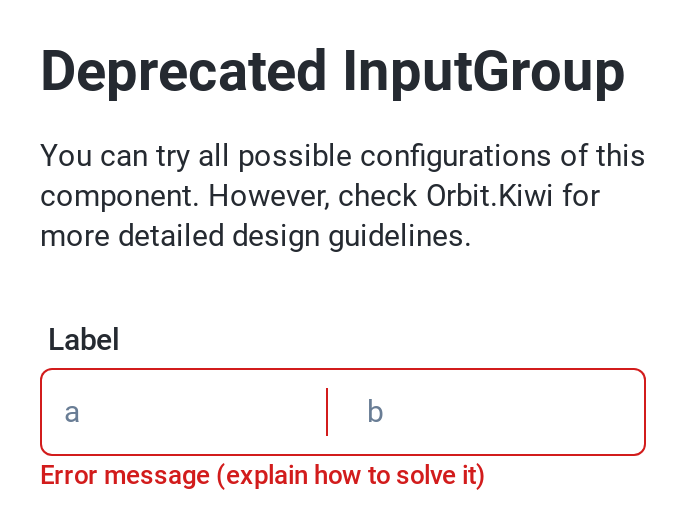 Deprecated InputGroup
You can try all possible configurations of this
component. However, check Orbit.Kiwi for
more detailed design guidelines.
Label
a b
Error message (explain how to solve it)